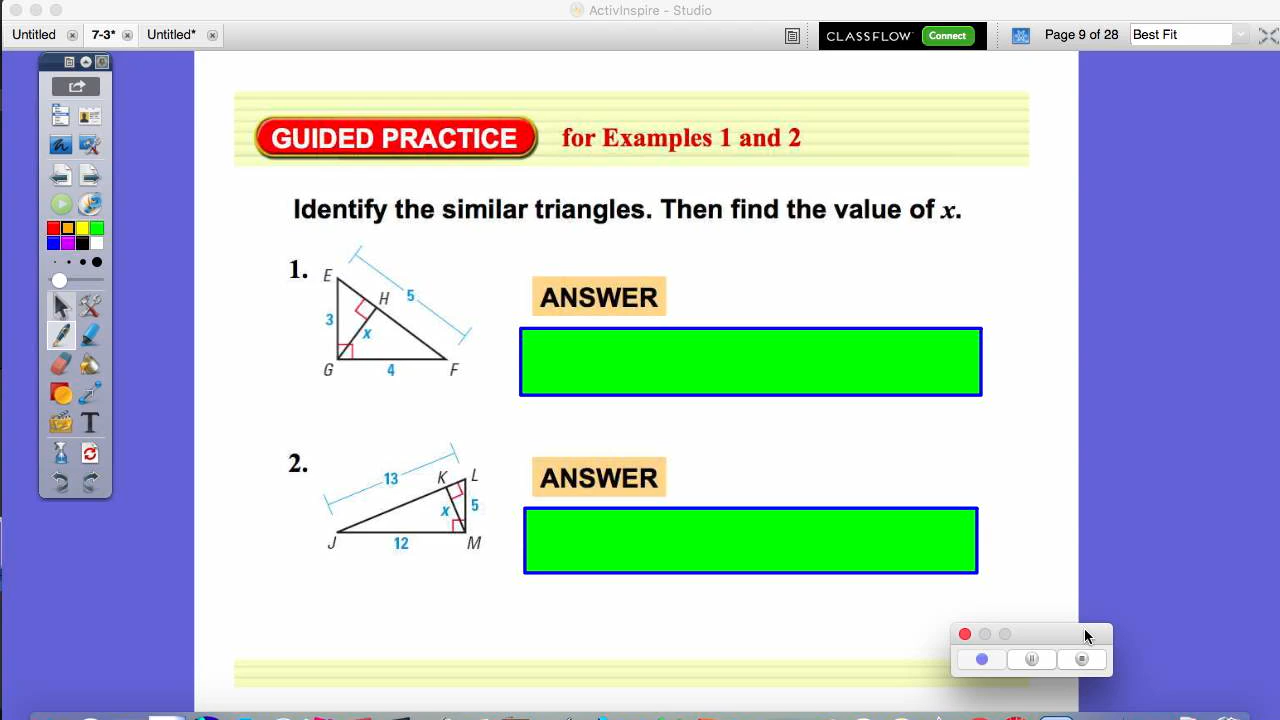 ActivInspire - Studio
Untitled
7-3*
Untitled*
CLASSFLOW
Connect
Page 9 of 28
Best Fit
GUIDED PRACTICE
for Examples 1 and 2
Identify the similar triangles. Then find the value of x.
1.
E
H
5
3
x
G
4
F
ANSWER
2.
13
K
L
x
5
J
12
M
ANSWER
T